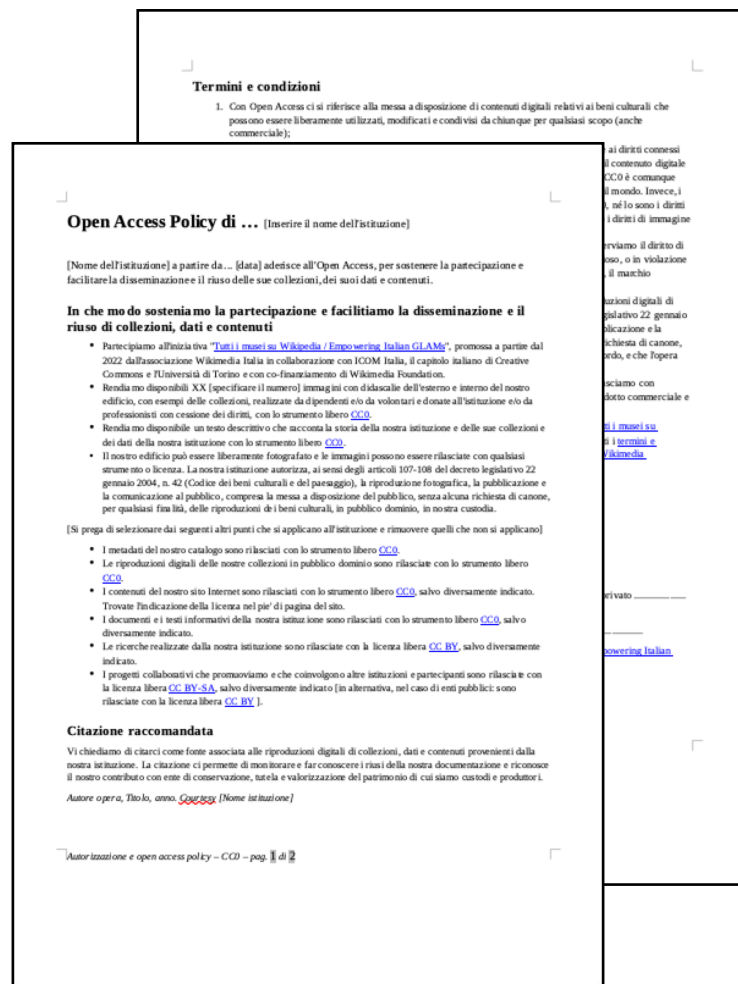 Termini e condizioni
1. Con Open Access ci si riferisce alla messa a disposizione di contenuti digitali relativi ai beni culturali che
possono essere liberamente utilizzati, modificati e condivisi da chiunque per qualsiasi scopo (anche
commerciale);
ai diritti connessi
il contenuto digitale
CC0 è comunque
il mondo. Invece, i
, né lo sono i diritti
i diritti di immagine
erviamo il diritto di
oso, o in violazione
, il marchio
uzioni digitali di
gislativo 22 gennaio
blicazione e la
richiesta di canone,
ordo, e che l'opera
sciamo con
dotto commerciale e
ti i musei su
ti i termini e
Vikimedia
privato
owering Italian
Open Access Policy di … [Inserire il nome dell'istituzione]
[Nome dell'istituzione] a partire da… [data] aderisce all'Open Access, per sostenere la partecipazione e
facilitare la disseminazione e il riuso delle sue collezioni, dei suoi dati e contenuti.
In che modo sosteniamo la partecipazione e facilitiamo la disseminazione e il
riuso di collezioni, dati e contenuti
• Partecipiamo all'iniziativa "Tutti i musei su Wikipedia / Empowering Italian GLAMs", promossa a partire dal
2022 dall'associazione Wikimedia Italia in collaborazione con ICOM Italia, il capitolo italiano di Creative
Commons e l'Università di Torino e con co-finanziamento di Wikimedia Foundation.
• Rendiamo disponibili XX [specificare il numero] immagini con didascalie dell'esterno e interno del nostro
edificio, con esempi delle collezioni, realizzate da dipendenti e/o da volontari e donate all'istituzione e/o da
professionisti con cessione dei diritti, con lo strumento libero CC0.
• Rendiamo disponibile un testo descrittivo che racconta la storia della nostra istituzione e delle sue collezioni e
dei dati della nostra istituzione con lo strumento libero CC0.
• Il nostro edificio può essere liberamente fotografato e le immagini possono essere rilasciate con qualsiasi
strumento o licenza. La nostra istituzione autorizza, ai sensi degli articoli 107-108 del decreto legislativo 22
gennaio 2004, n. 42 (Codice dei beni culturali e del paesaggio), la riproduzione fotografica, la pubblicazione e
la comunicazione al pubblico, compresa la messa a disposizione del pubblico, senza alcuna richiesta di canone,
per qualsiasi finalità, delle riproduzioni dei beni culturali, in pubblico dominio, in nostra custodia.
[Si prega di selezionare dai seguenti altri punti che si applicano all'istituzione e rimuovere quelli che non si applicano]
• I metadati del nostro catalogo sono rilasciati con lo strumento libero CC0.
• Le riproduzioni digitali delle nostre collezioni in pubblico dominio sono rilasciate con lo strumento libero
CC0.
• I contenuti del nostro sito Internet sono rilasciati con lo strumento libero CC0, salvo diversamente indicato.
Trovate l'indicazione della licenza nel pie' di pagina del sito.
• I documenti e i testi informativi della nostra istituzione sono rilasciati con lo strumento libero CC0, salvo
diversamente indicato.
• Le ricerche realizzate dalla nostra istituzione sono rilasciate con la licenza libera CC BY, salvo diversamente
indicato.
• I progetti collaborativi che promuoviamo e che coinvolgono altre istituzioni e partecipanti sono rilasciate con
la licenza libera CC BY-SA, salvo diversamente indicato [in alternativa, nel caso di enti pubblici: sono
rilasciate con la licenza libera CC BY ].
Citazione raccomandata
Vi chiediamo di citarci come fonte associata alle riproduzioni digitali di collezioni, dati e contenuti provenienti dalla
nostra istituzione. La citazione ci permette di monitorare e far conoscere i riusi della nostra documentazione e riconosce
il nostro contributo con ente di conservazione, tutela e valorizzazione del patrimonio di cui siamo custodi e produttori.
Autore opera, Titolo, anno. Courtesy [Nome istituzione]
Autorizzazione e open access policy – CC0 – pag. 1 di 2